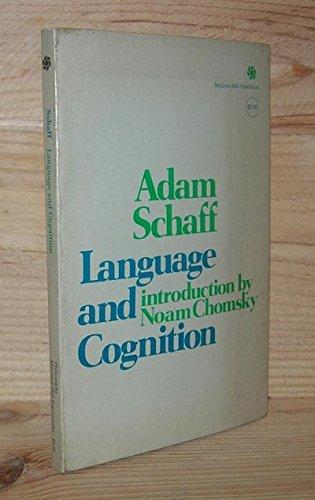 Schaff Language and Cognition
McGraw-Hill Paperbacks
Adam
Schaff
Language
and introduction by
Noam Chomsky
Cognition